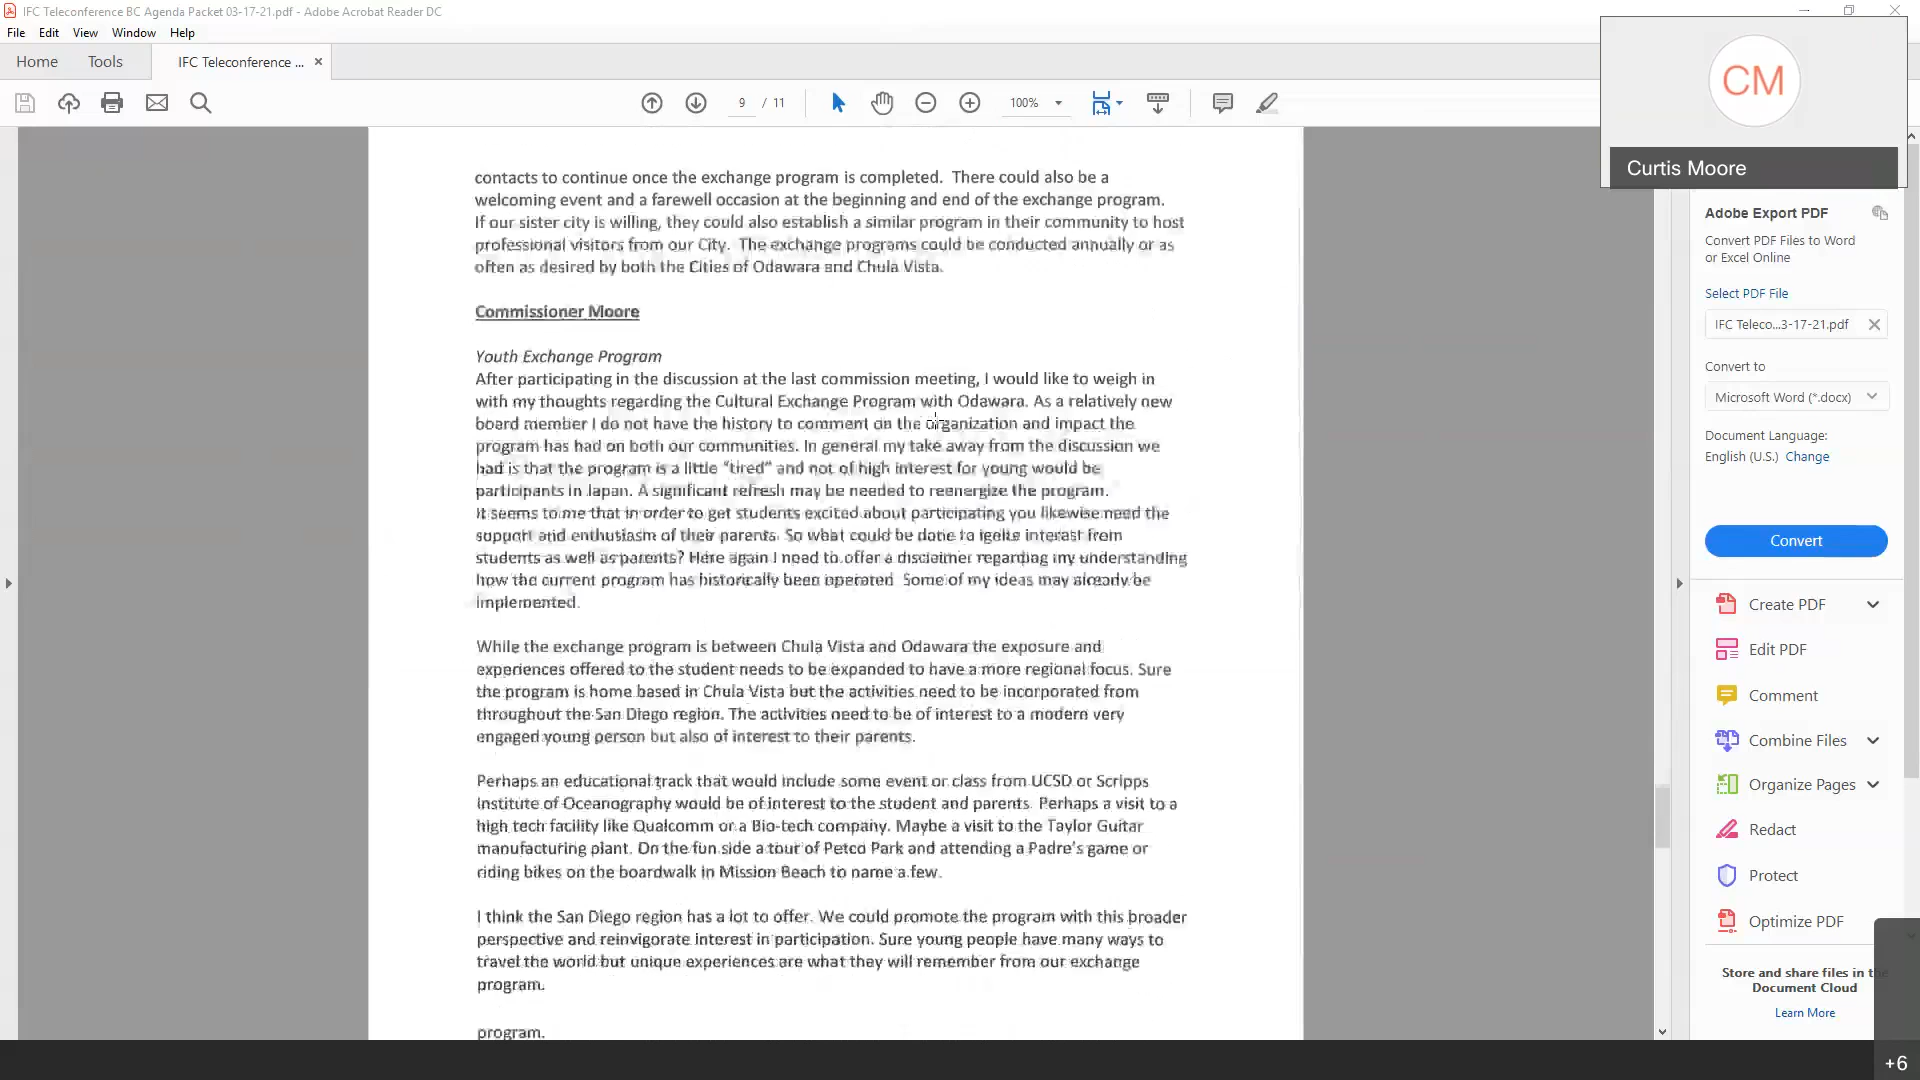 IFC Teleconference BC Agenda Packet 03-17-21.pdf - Adobe Acrobat Reader DC
File Edit View Window Help
Home Tools IFC Teleconference ... ×
9 / 11 100%
CM
Curtis Moore
contacts to continue once the exchange program is completed. There could also be a
welcoming event and a farewell occasion at the beginning and end of the exchange program.
If our sister city is willing, they could also establish a similar program in their community to host
professional visitors from our City. The exchange programs could be conducted annually or as
often as desired by both the Cities of Odawara and Chula Vista.
Commissioner Moore
Youth Exchange Program
After participating in the discussion at the last commission meeting, I would like to weigh in
with my thoughts regarding the Cultural Exchange Program with Odawara. As a relatively new
board member I do not have the history to comment on the organization and impact the
program has had on both our communities. In general my take away from the discussion we
had is that the program is a little “tired” and not of high interest for young would be
participants in Japan. A significant refresh may be needed to reenergize the program.
It seems to me that in order to get students excited about participating you likewise need the
support and enthusiasm of their parents. So what could be done to ignite interest from
students as well as parents? Here again I need to offer a disclaimer regarding my understanding
how the current program has historically been operated. Some of my ideas may already be
implemented.
While the exchange program is between Chula Vista and Odawara the exposure and
experiences offered to the student needs to be expanded to have a more regional focus. Sure
the program is home based in Chula Vista but the activities need to be incorporated from
throughout the San Diego region. The activities need to be of interest to a modern very
engaged young person but also of interest to their parents.
Perhaps an educational track that would include some event or class from UCSD or Scripps
Institute of Oceanography would be of interest to the student and parents. Perhaps a visit to a
high tech facility like Qualcomm or a Bio-tech company. Maybe a visit to the Taylor Guitar
manufacturing plant. On the fun side a tour of Petco Park and attending a Padre’s game or
riding bikes on the boardwalk in Mission Beach to name a few.
I think the San Diego region has a lot to offer. We could promote the program with this broader
perspective and reinvigorate interest in participation. Sure young people have many ways to
travel the world but unique experiences are what they will remember from our exchange
program.
program.
Adobe Export PDF
Convert PDF Files to Word
or Excel Online
Select PDF File
IFC Teleco...3-17-21.pdf
Convert to
Microsoft Word (*.docx)
Document Language:
English (U.S.) Change
Convert
Create PDF
Edit PDF
Comment
Combine Files
Organize Pages
Redact
Protect
Optimize PDF
Store and share files in the
Document Cloud
Learn More
+6